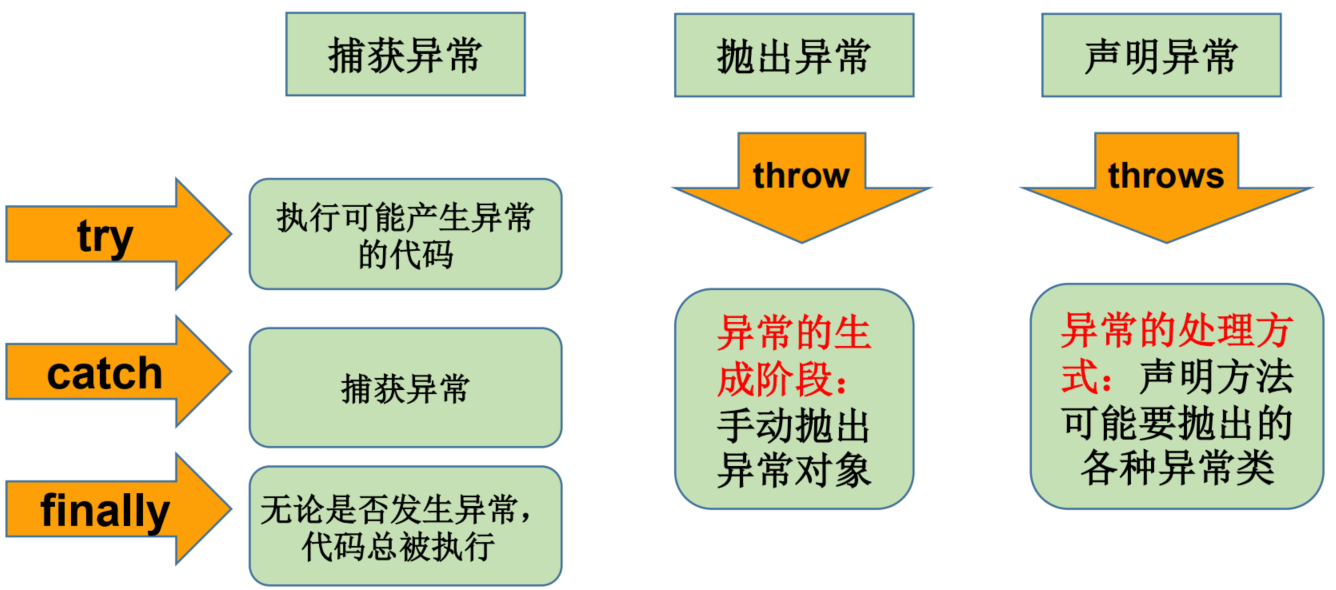 捕获异常
抛出异常
声明异常
try
执行可能产生异常
的代码
catch
捕获异常
finally
无论是否发生异常，
代码总被执行
throw
异常的生
成阶段：
手动抛出
异常对象
throws
异常的处理方
式：声明方法
可能要抛出的
各种异常类